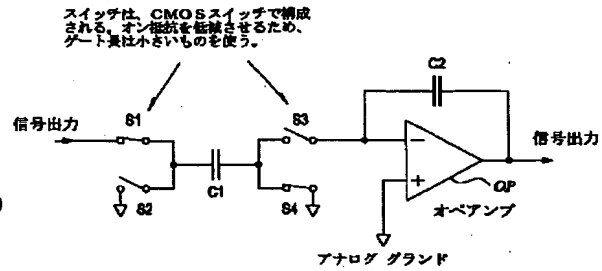 スイッチは、CMOSスイッチで構成
される。オン抵抗を低減させるため、
ゲート長は小さいものを使う。
C2
S1
S3
信号出力
信号出力
C1
S2
S4
OP
オペアンプ
アナログ グランド